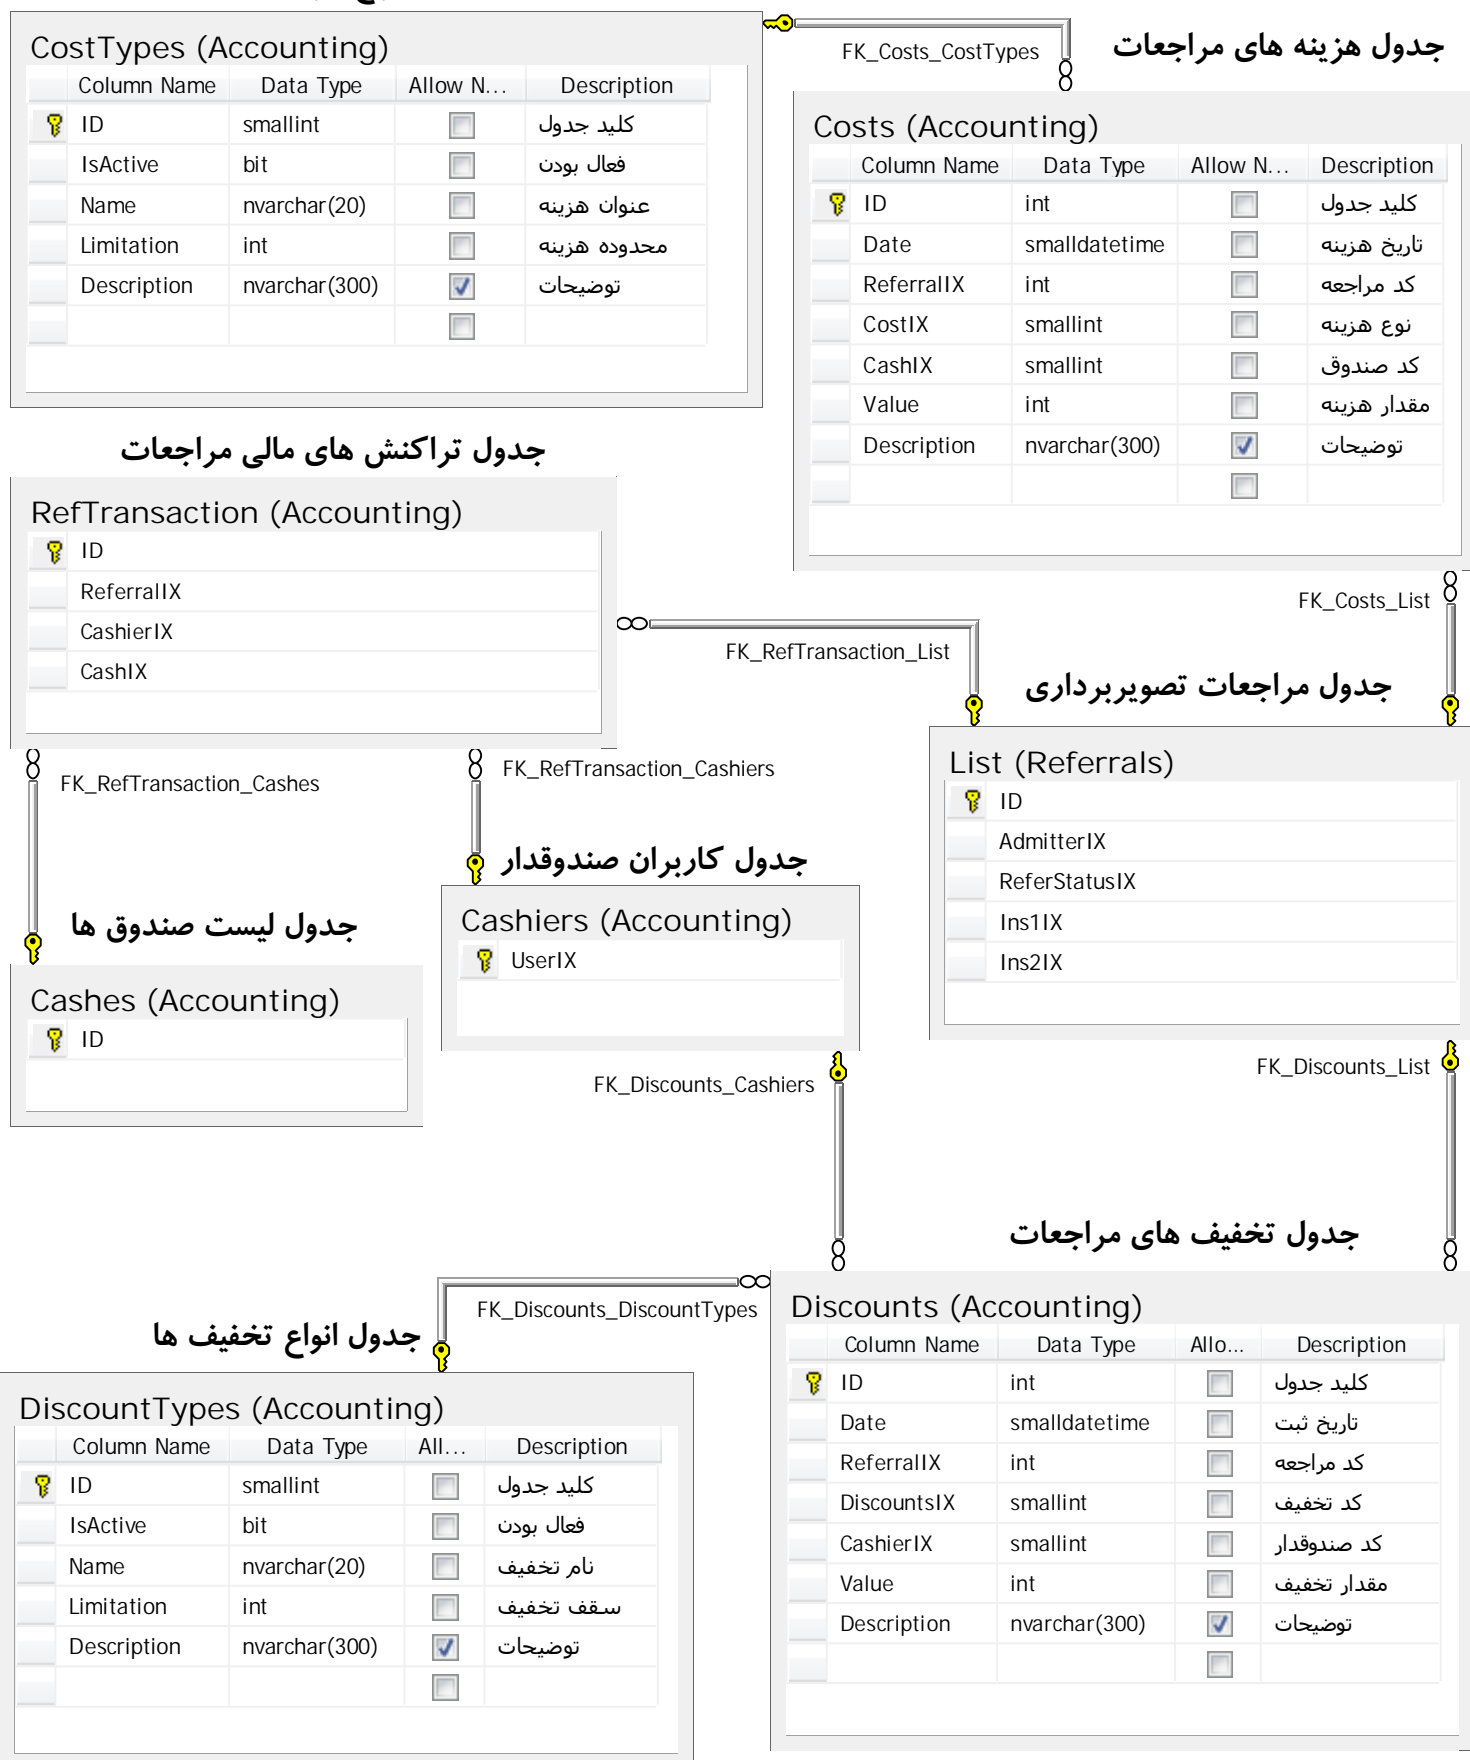 CostTypes (Accounting)
Column Name Data Type Allow N... Description
ID smallint کلید جدول
IsActive bit فعال بودن
Name nvarchar(20) عنوان هزینه
Limitation int محدوده هزینه
Description nvarchar(300) توضیحات
FK_Costs_CostTypes
جدول هزینه های مراجعات
Costs (Accounting)
Column Name Data Type Allow N... Description
ID int کلید جدول
Date smalldatetime تاریخ هزینه
ReferralIX int کد مراجعه
CostIX smallint نوع هزینه
CashIX smallint کد صندوق
Value int مقدار هزینه
Description nvarchar(300) توضیحات
جدول تراکنش های مالی مراجعات
RefTransaction (Accounting)
ID
ReferralIX
CashierIX
CashIX
FK_Costs_List
FK_RefTransaction_List
جدول مراجعات تصویربرداری
List (Referrals)
ID
AdmitterIX
ReferStatusIX
Ins1IX
Ins2IX
FK_RefTransaction_Cashes
FK_RefTransaction_Cashiers
جدول کاربران صندوقدار
Cashiers (Accounting)
UserIX
جدول لیست صندوق ها
Cashes (Accounting)
ID
FK_Discounts_Cashiers
FK_Discounts_List
جدول تخفیف های مراجعات
Discounts (Accounting)
Column Name Data Type Allo... Description
ID int کلید جدول
Date smalldatetime تاریخ ثبت
ReferralIX int کد مراجعه
DiscountsIX smallint کد تخفیف
CashierIX smallint کد صندوقدار
Value int مقدار تخفیف
Description nvarchar(300) توضیحات
FK_Discounts_DiscountTypes
جدول انواع تخفیف ها
DiscountTypes (Accounting)
Column Name Data Type All... Description
ID smallint کلید جدول
IsActive bit فعال بودن
Name nvarchar(20) نام تخفیف
Limitation int سقف تخفیف
Description nvarchar(300) توضیحات